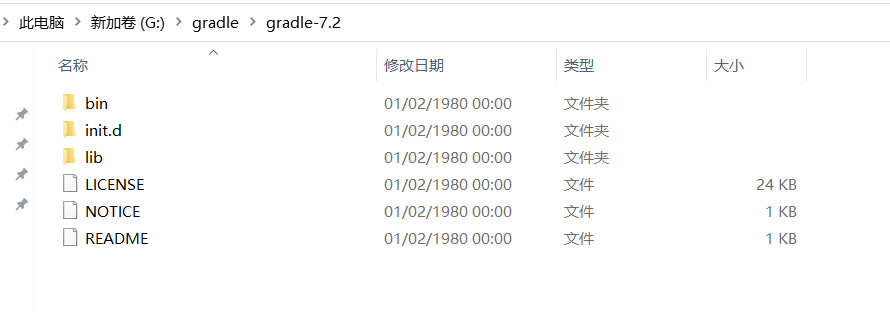 此电脑 > 新加卷 (G:) > gradle > gradle-7.2
名称 修改日期 类型 大小
bin 01/02/1980 00:00 文件夹
init.d 01/02/1980 00:00 文件夹
lib 01/02/1980 00:00 文件夹
LICENSE 01/02/1980 00:00 文件 24 KB
NOTICE 01/02/1980 00:00 文件 1 KB
README 01/02/1980 00:00 文件 1 KB